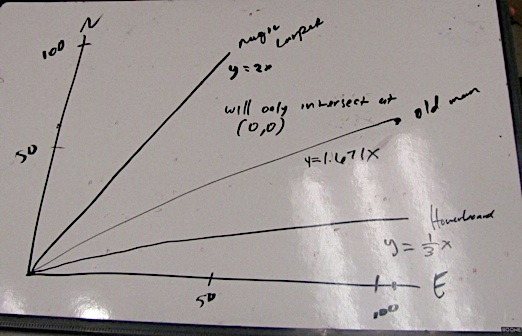 N
100
magic
carpet
y = 2x
will only intersect at
(0,0)
old man
50
y=1.671x
Hoverboard
y = 1/3 x
E
50
100